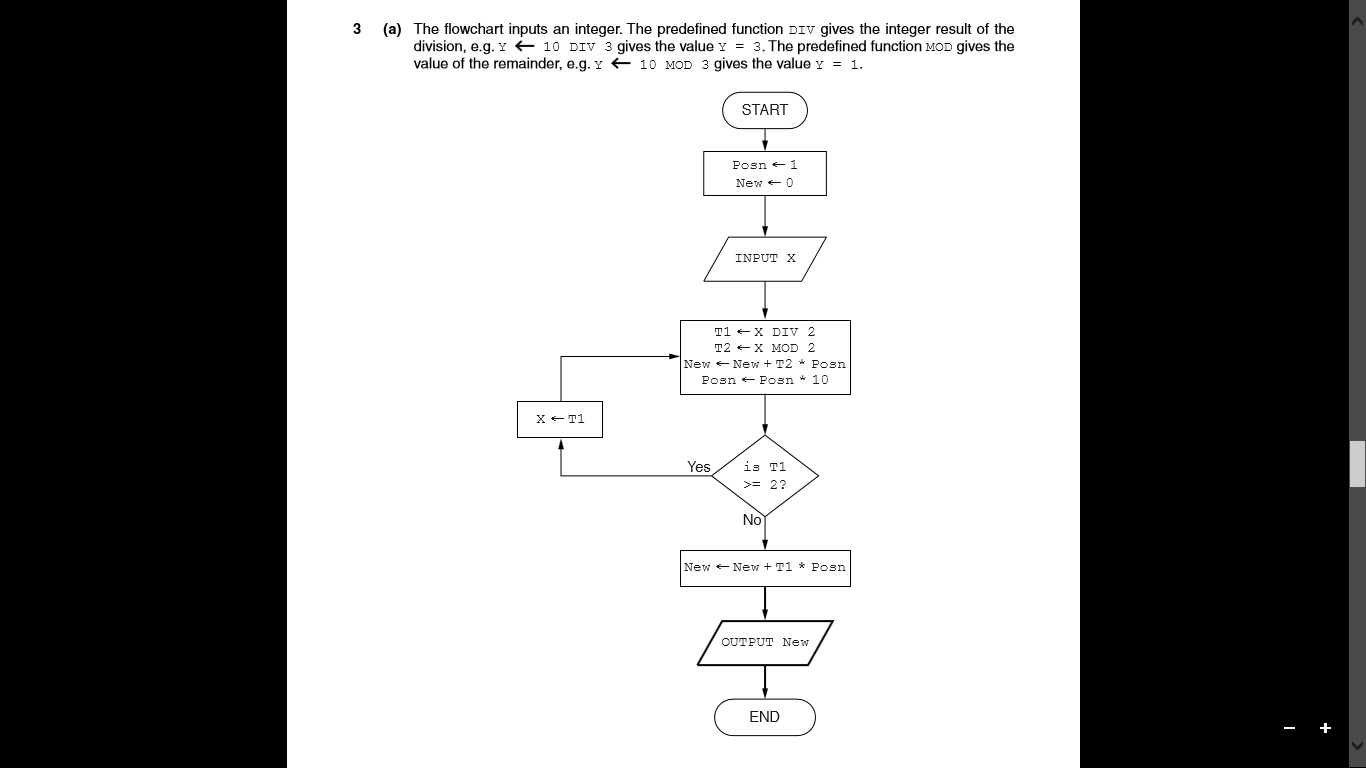 3 (a) The flowchart inputs an integer. The predefined function DIV gives the integer result of the
division, e.g. Y ← 10 DIV 3 gives the value Y = 3. The predefined function MOD gives the
value of the remainder, e.g. Y ← 10 MOD 3 gives the value Y = 1.
START
Posn ← 1
New ← 0
INPUT X
T1 ← X DIV 2
T2 ← X MOD 2
New ← New + T2 * Posn
Posn ← Posn * 10
X ← T1
Yes
is T1
>= 2?
No
New ← New + T1 * Posn
OUTPUT New
END